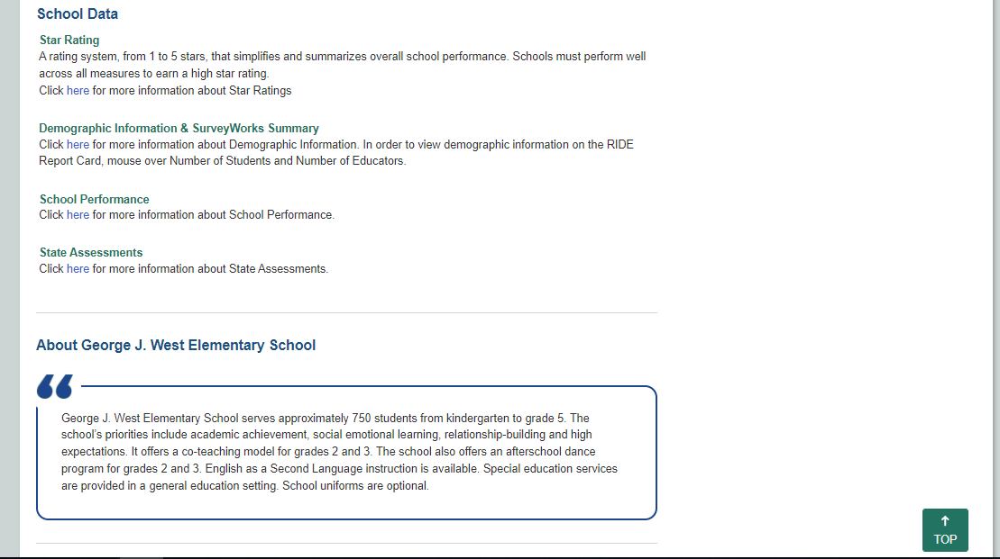 School Data
Star Rating
A rating system, from 1 to 5 stars, that simplifies and summarizes overall school performance. Schools must perform well
across all measures to earn a high star rating.
Click here for more information about Star Ratings
Demographic Information & SurveyWorks Summary
Click here for more information about Demographic Information. In order to view demographic information on the RIDE
Report Card, mouse over Number of Students and Number of Educators.
School Performance
Click here for more information about School Performance.
State Assessments
Click here for more information about State Assessments.
About George J. West Elementary School
“
George J. West Elementary School serves approximately 750 students from kindergarten to grade 5. The
school's priorities include academic achievement, social emotional learning, relationship-building and high
expectations. It offers a co-teaching model for grades 2 and 3. The school also offers an afterschool dance
program for grades 2 and 3. English as a Second Language instruction is available. Special education services
are provided in a general education setting. School uniforms are optional.
↑
TOP